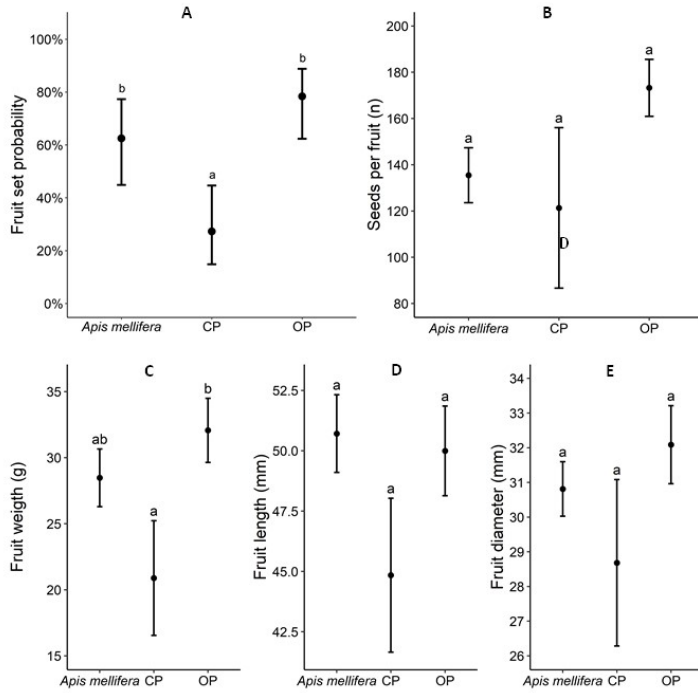 A
Fruit set probability
100%
80%
60%
40%
20%
0%
b
a
b
Apis mellifera
CP
OP
B
Seeds per fruit (n)
200
180
160
140
120
100
80
a
a
a
D
Apis mellifera
CP
OP
C
Fruit weigth (g)
35
30
25
20
15
ab
a
b
Apis mellifera
CP
OP
D
Fruit length (mm)
52.5
50.0
47.5
45.0
42.5
a
a
a
Apis mellifera
CP
OP
E
Fruit diameter (mm)
34
33
32
31
30
29
28
27
26
a
a
a
Apis mellifera
CP
OP